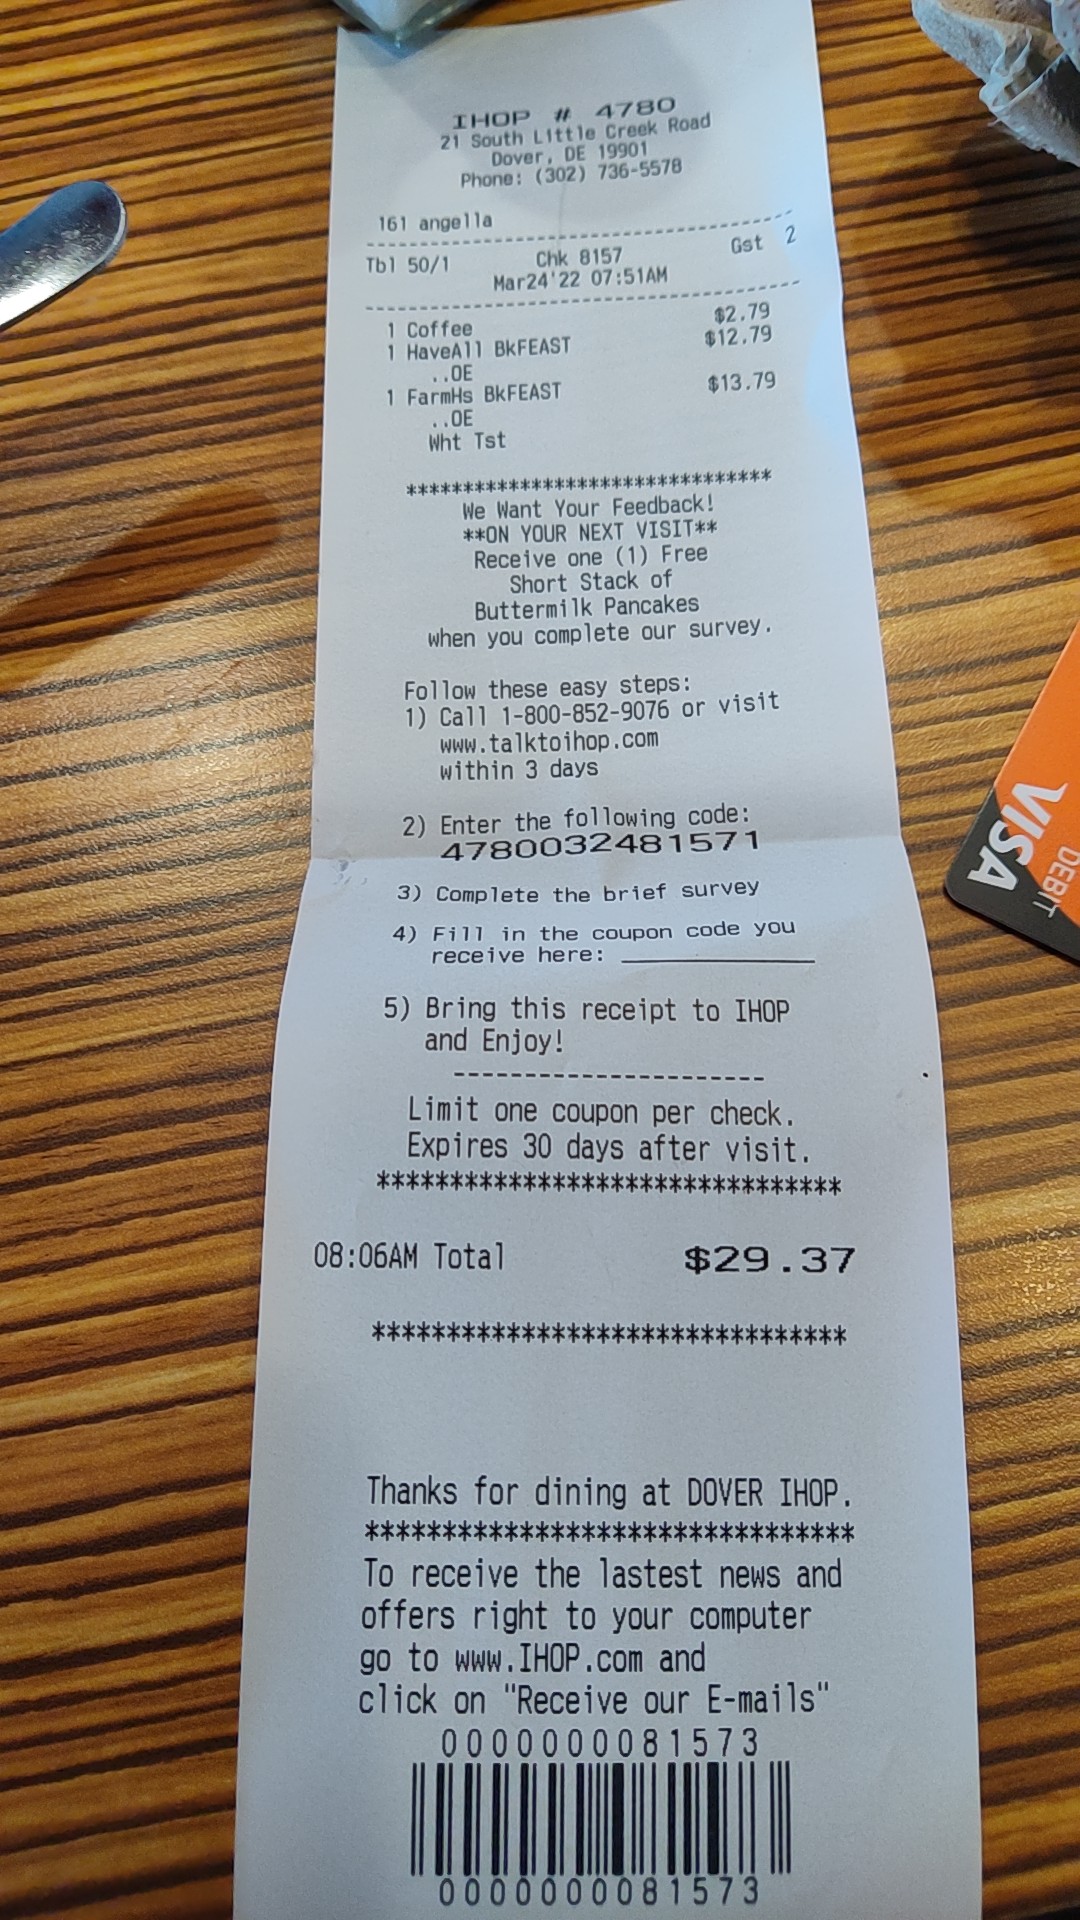 IHOP # 4780
21 South Little Creek Road
Dover, DE 19901
Phone: (302) 736-5578
161 angella
--------------------------------
Tbl 50/1 Chk 8157 Gst 2
Mar24'22 07:51AM
--------------------------------
1 Coffee $2.79
1 HaveAll BkFEAST $12.79
..OE
1 FarmHs BkFEAST $13.79
..OE
Wht Tst
********************************
We Want Your Feedback!
**ON YOUR NEXT VISIT**
Receive one (1) Free
Short Stack of
Buttermilk Pancakes
when you complete our survey.
Follow these easy steps:
1) Call 1-800-852-9076 or visit
www.talktoihop.com
within 3 days
2) Enter the following code:
4780032481571
3) Complete the brief survey
4) Fill in the coupon code you
receive here: ____________
5) Bring this receipt to IHOP
and Enjoy!
----------------------
Limit one coupon per check.
Expires 30 days after visit.
********************************
08:06AM Total $29.37
********************************
Thanks for dining at DOVER IHOP.
********************************
To receive the lastest news and
offers right to your computer
go to www.IHOP.com and
click on "Receive our E-mails"
0000000081573
0000000081573
VISA
DEBIT